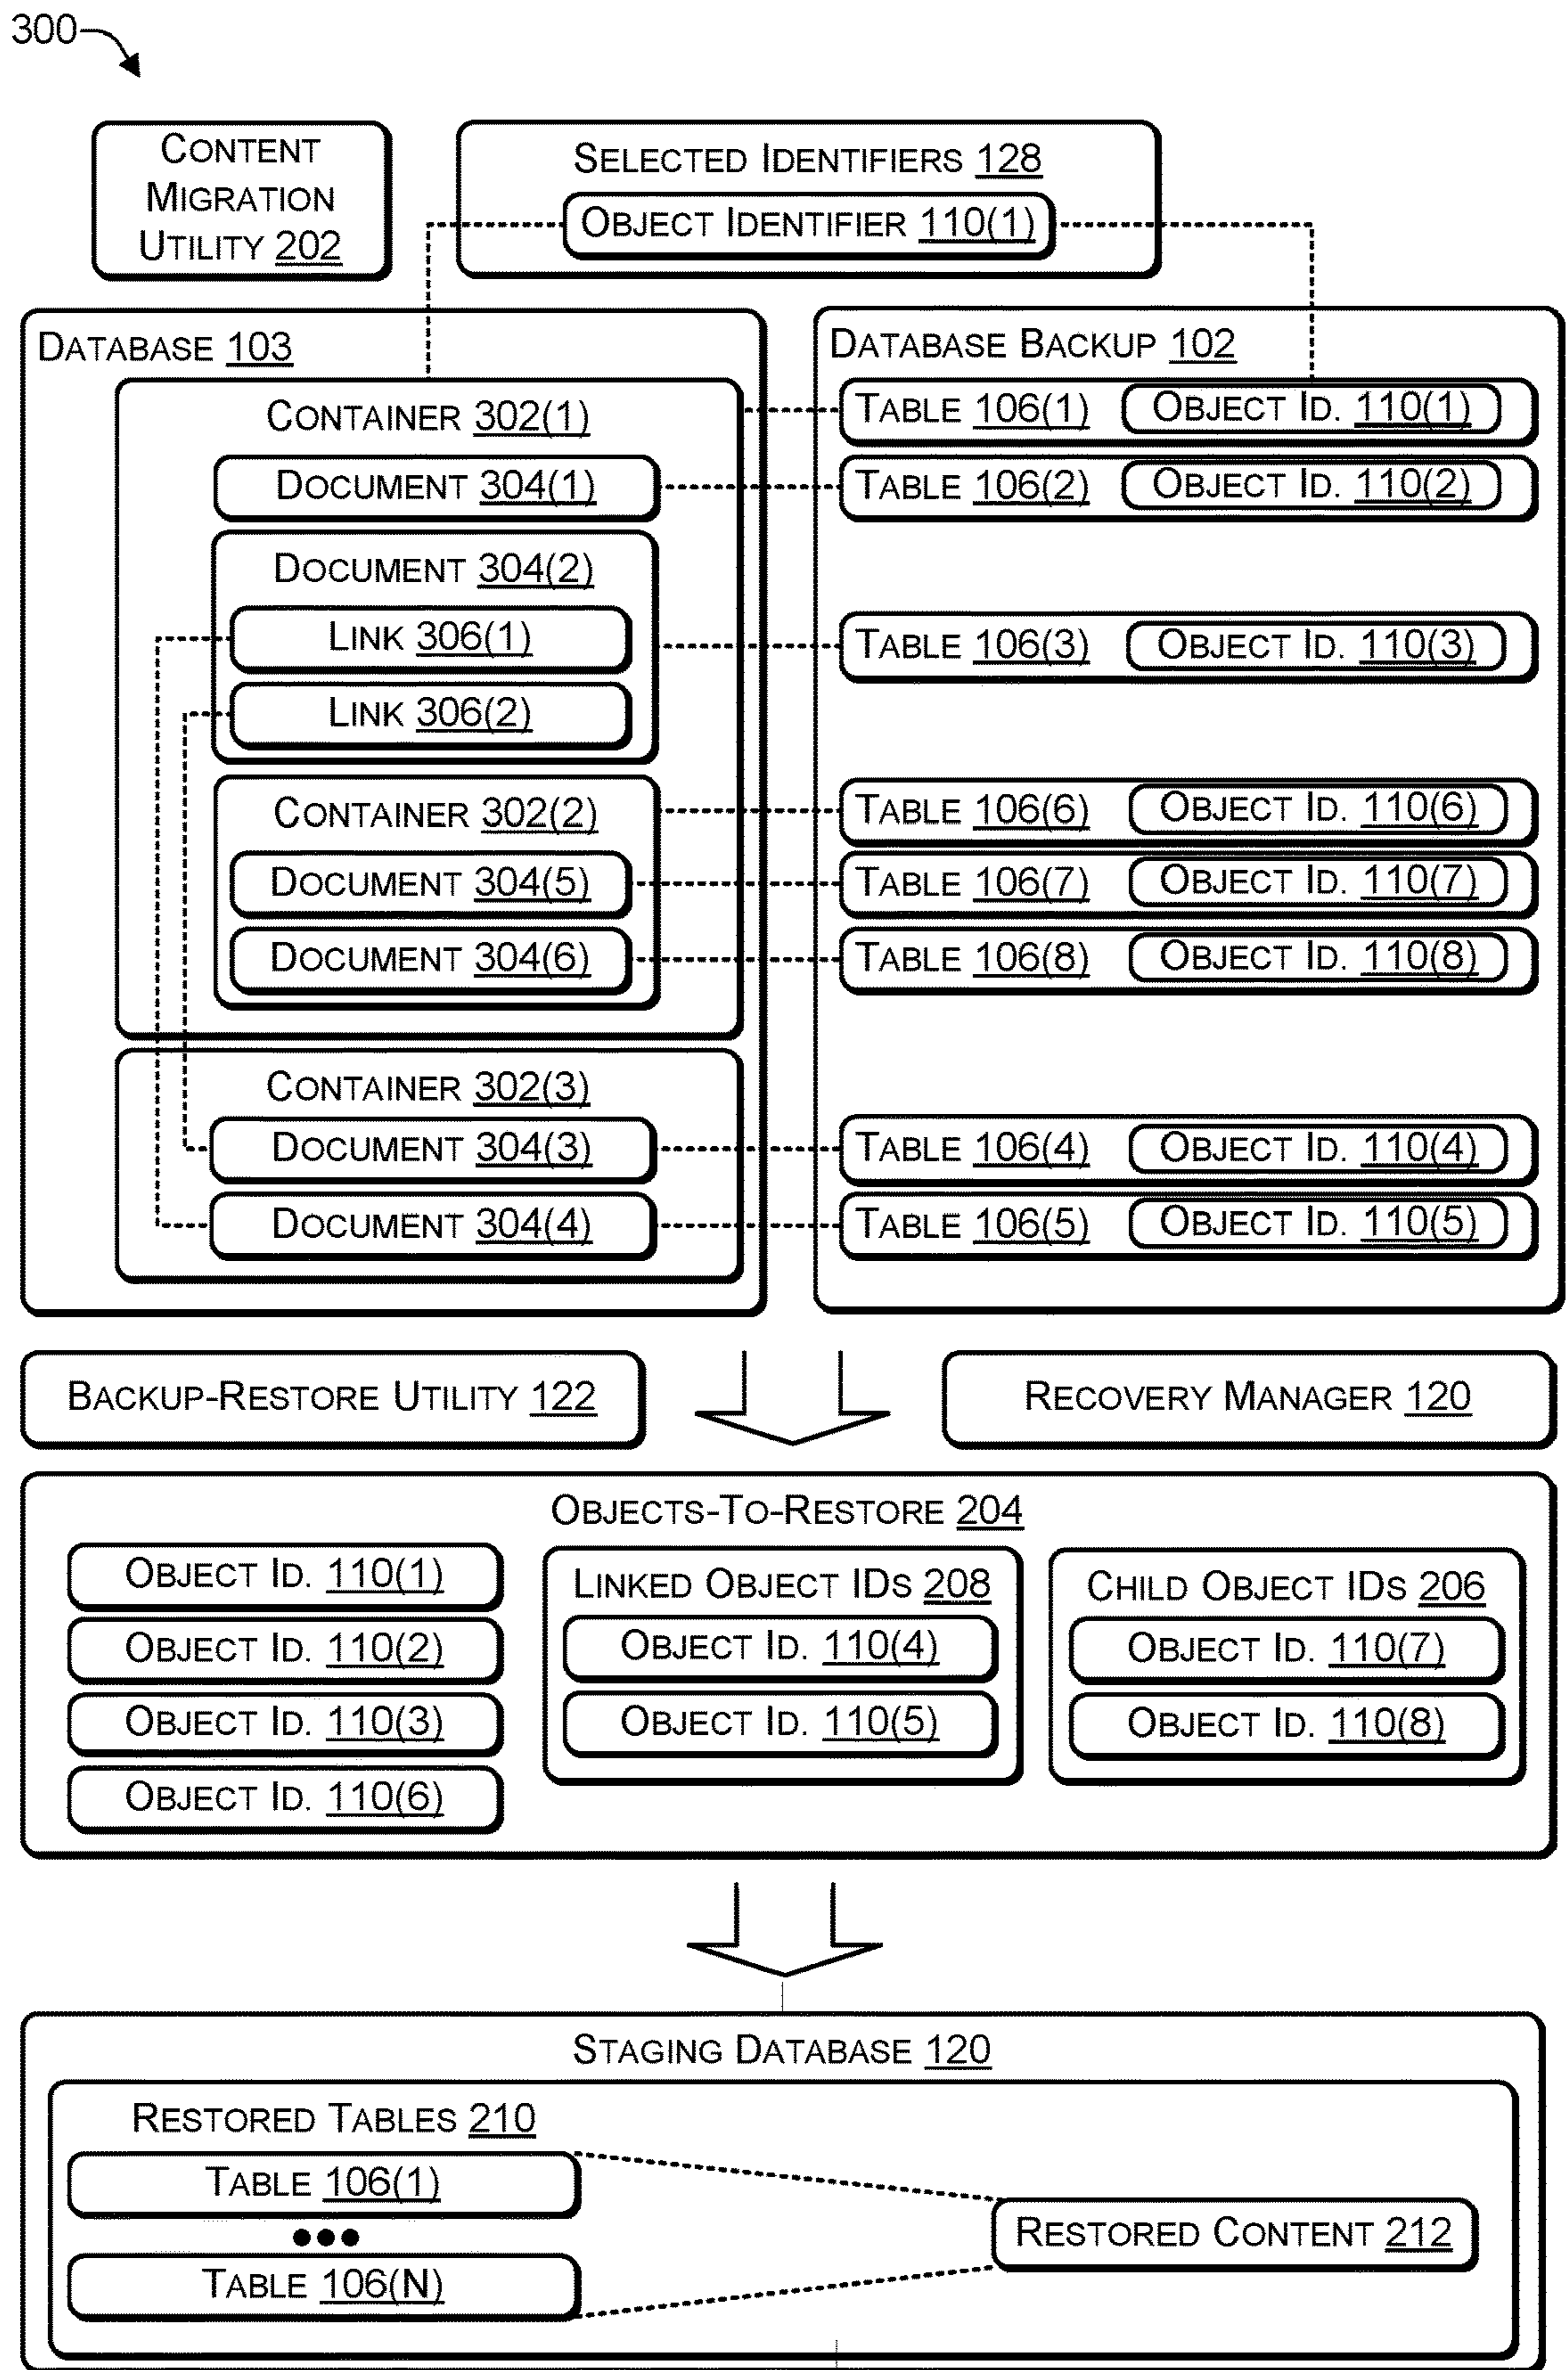 300
CONTENT
MIGRATION
UTILITY 202
SELECTED IDENTIFIERS 128
OBJECT IDENTIFIER 110(1)
DATABASE 103
CONTAINER 302(1)
DOCUMENT 304(1)
DOCUMENT 304(2)
LINK 306(1)
LINK 306(2)
CONTAINER 302(2)
DOCUMENT 304(5)
DOCUMENT 304(6)
CONTAINER 302(3)
DOCUMENT 304(3)
DOCUMENT 304(4)
DATABASE BACKUP 102
TABLE 106(1) OBJECT ID. 110(1)
TABLE 106(2) OBJECT ID. 110(2)
TABLE 106(3) OBJECT ID. 110(3)
TABLE 106(6) OBJECT ID. 110(6)
TABLE 106(7) OBJECT ID. 110(7)
TABLE 106(8) OBJECT ID. 110(8)
TABLE 106(4) OBJECT ID. 110(4)
TABLE 106(5) OBJECT ID. 110(5)
BACKUP-RESTORE UTILITY 122
RECOVERY MANAGER 120
OBJECTS-TO-RESTORE 204
OBJECT ID. 110(1)
OBJECT ID. 110(2)
OBJECT ID. 110(3)
OBJECT ID. 110(6)
LINKED OBJECT IDS 208
OBJECT ID. 110(4)
OBJECT ID. 110(5)
CHILD OBJECT IDS 206
OBJECT ID. 110(7)
OBJECT ID. 110(8)
STAGING DATABASE 120
RESTORED TABLES 210
TABLE 106(1)
●●●
TABLE 106(N)
RESTORED CONTENT 212